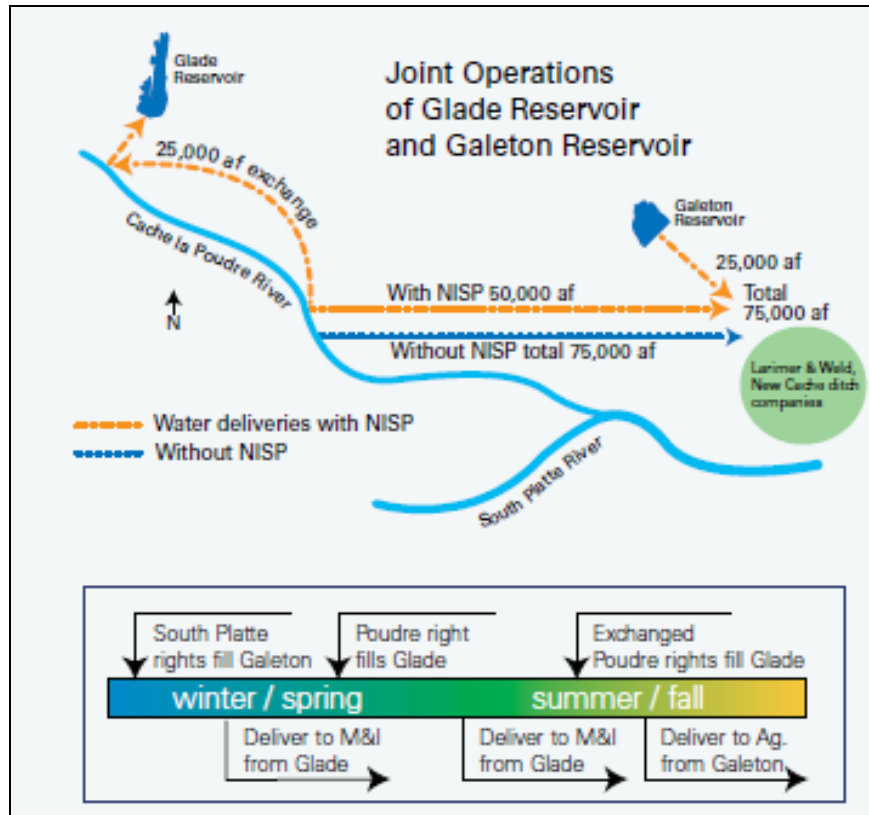 Glade
Reservoir
Joint Operations
of Glade Reservoir
and Galeton Reservoir
25,000 af exchange
Cache la Poudre River
N
Galeton
Reservoir
25,000 af
Total
75,000 af
With NISP 50,000 af
Without NISP total 75,000 af
Larimer & Weld,
New Cache ditch
companies
Water deliveries with NISP
Without NISP
South Platte River
South Platte
rights fill Galeton
Poudre right
fills Glade
Exchanged
Poudre rights fill Glade
winter / spring
summer / fall
Deliver to M&I
from Glade
Deliver to M&I
from Glade
Deliver to Ag.
from Galeton